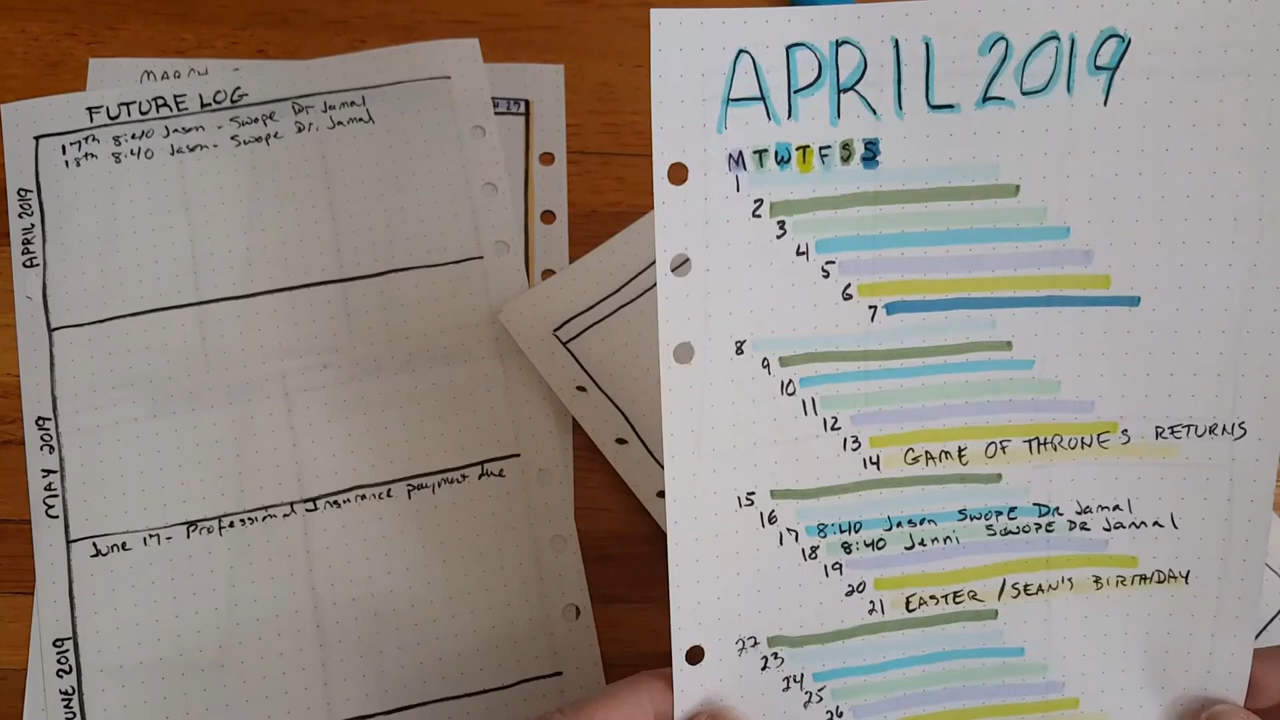 MARCH -
FUTURE LOG
17th 8:40 Jason - Swope Dr Jamal
18th 8:40 Jason - Swope Dr. Jamal
APRIL 2019
MAY 2019
June 17 - Professional Insurance payment due
JUNE 2019
27
APRIL 2019
M T W T F S S
1
2
3
4
5
6
7
8
9
10
11
12
13
14 GAME OF THRONES RETURNS
15
16
17 8:40 Jason SWOPE DR Jamal
18 8:40 Jenni SWOPE DR Jamal
19
20
21 EASTER / SEAN'S BIRTHDAY
22
23
24
25
26